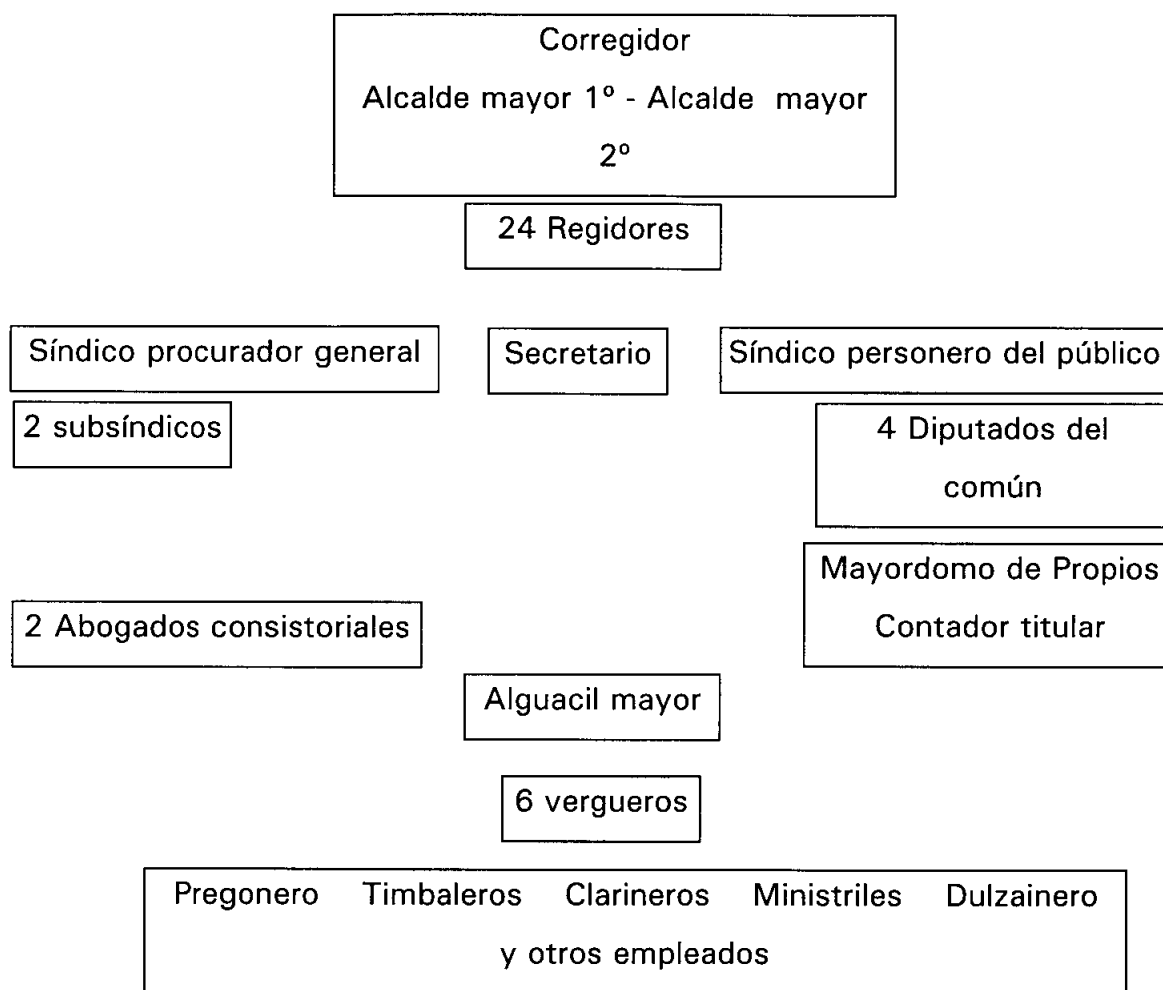 Corregidor
Alcalde mayor 1º - Alcalde mayor
2º
24 Regidores
Síndico procurador general
Secretario
Síndico personero del público
2 subsíndicos
4 Diputados del
común
Mayordomo de Propios
2 Abogados consistoriales
Contador titular
Alguacil mayor
6 vergueros
Pregonero Timbaleros Clarineros Ministriles Dulzainero
y otros empleados